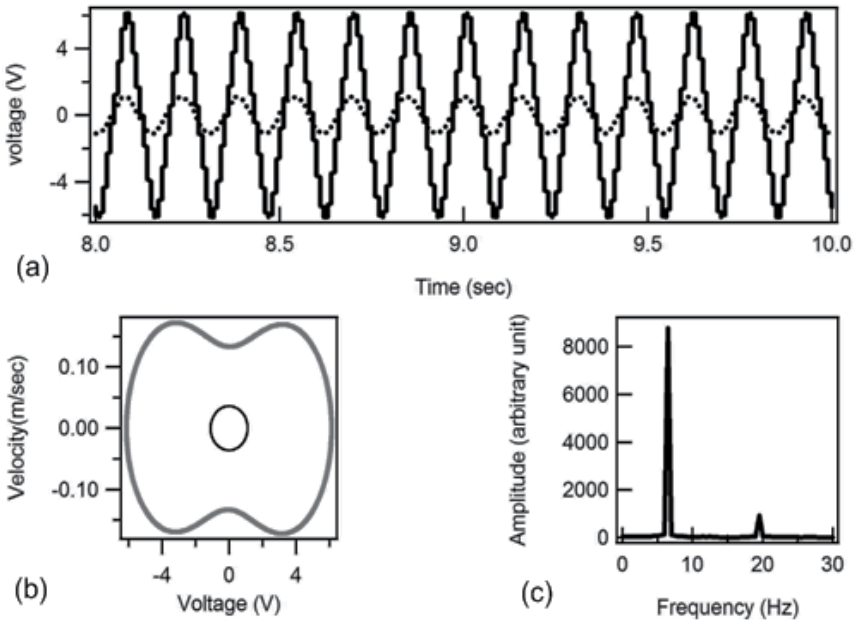 voltage (V)
4
0
-4
8.0 8.5 9.0 9.5 10.0
(a)
Time (sec)
Velocity(m/sec)
0.10
0.00
-0.10
-4 0 4
(b)
Voltage (V)
Amplitude (arbitrary unit)
8000
6000
4000
2000
0
0 10 20 30
(c)
Frequency (Hz)